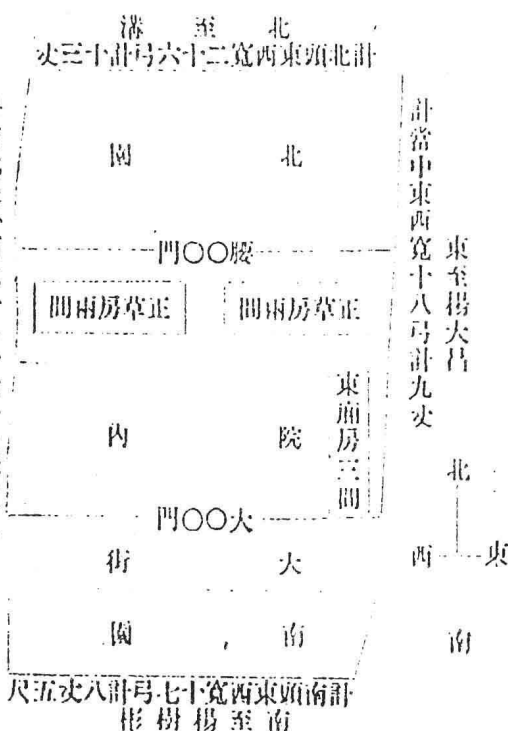 北至溝
計北頭東西寬二十六弓計十三丈
北園
腰〇〇門
正草房兩間
正草房兩間
東廂房三間
院內
大〇〇門
大街
南園
計南頭東西寬十七弓計八丈五尺
南至楊樹彬
計當中東西寬十八弓計九丈
東至楊大昌
北
東
西
南